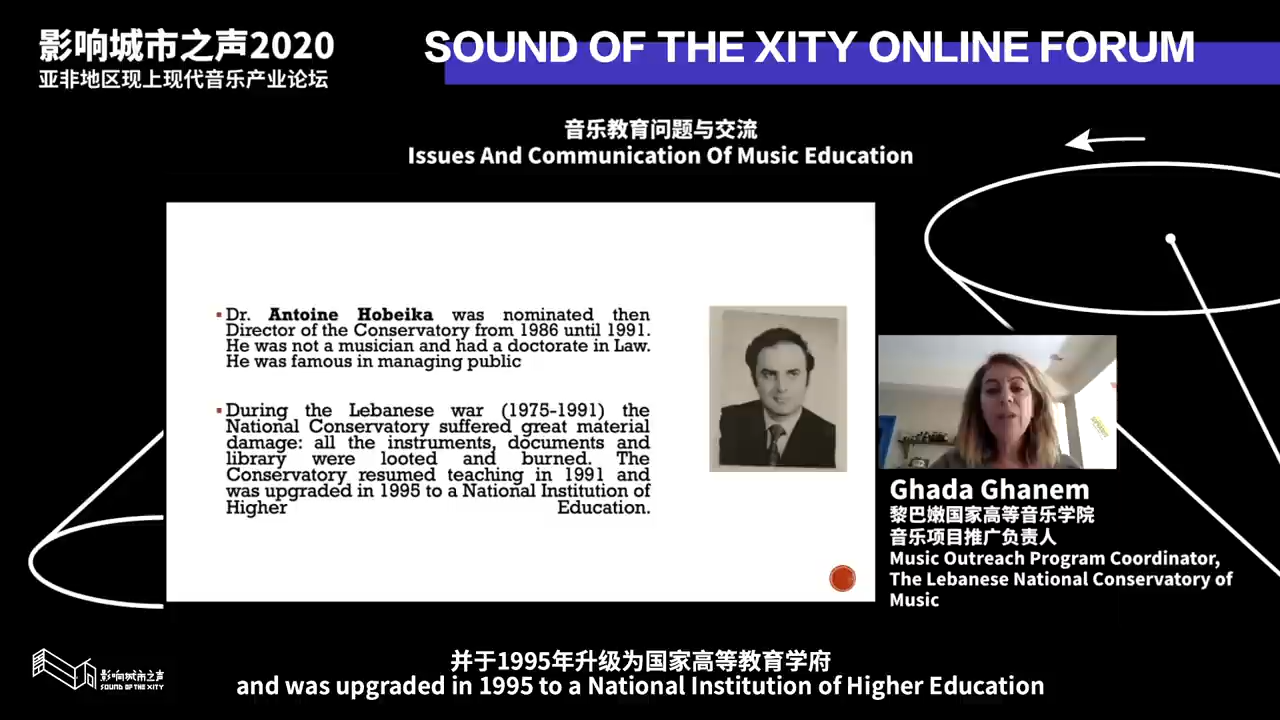 影响城市之声2020
亚非地区现上现代音乐产业论坛
SOUND OF THE XITY ONLINE FORUM
音乐教育问题与交流
Issues And Communication Of Music Education
Dr. Antoine Hobeika was nominated then
Director of the Conservatory from 1986 until 1991.
He was not a musician and had a doctorate in Law.
He was famous in managing public
During the Lebanese war (1975-1991) the
National Conservatory suffered great material
damage: all the instruments, documents and
library were looted and burned. The
Conservatory resumed teaching in 1991 and
was upgraded in 1995 to a National Institution of
Higher Education.
Ghada Ghanem
黎巴嫩国家高等音乐学院
音乐项目推广负责人
Music Outreach Program Coordinator,
The Lebanese National Conservatory of
Music
影响城市之声
SOUND OF THE XITY
并于1995年升级为国家高等教育学府
and was upgraded in 1995 to a National Institution of Higher Education